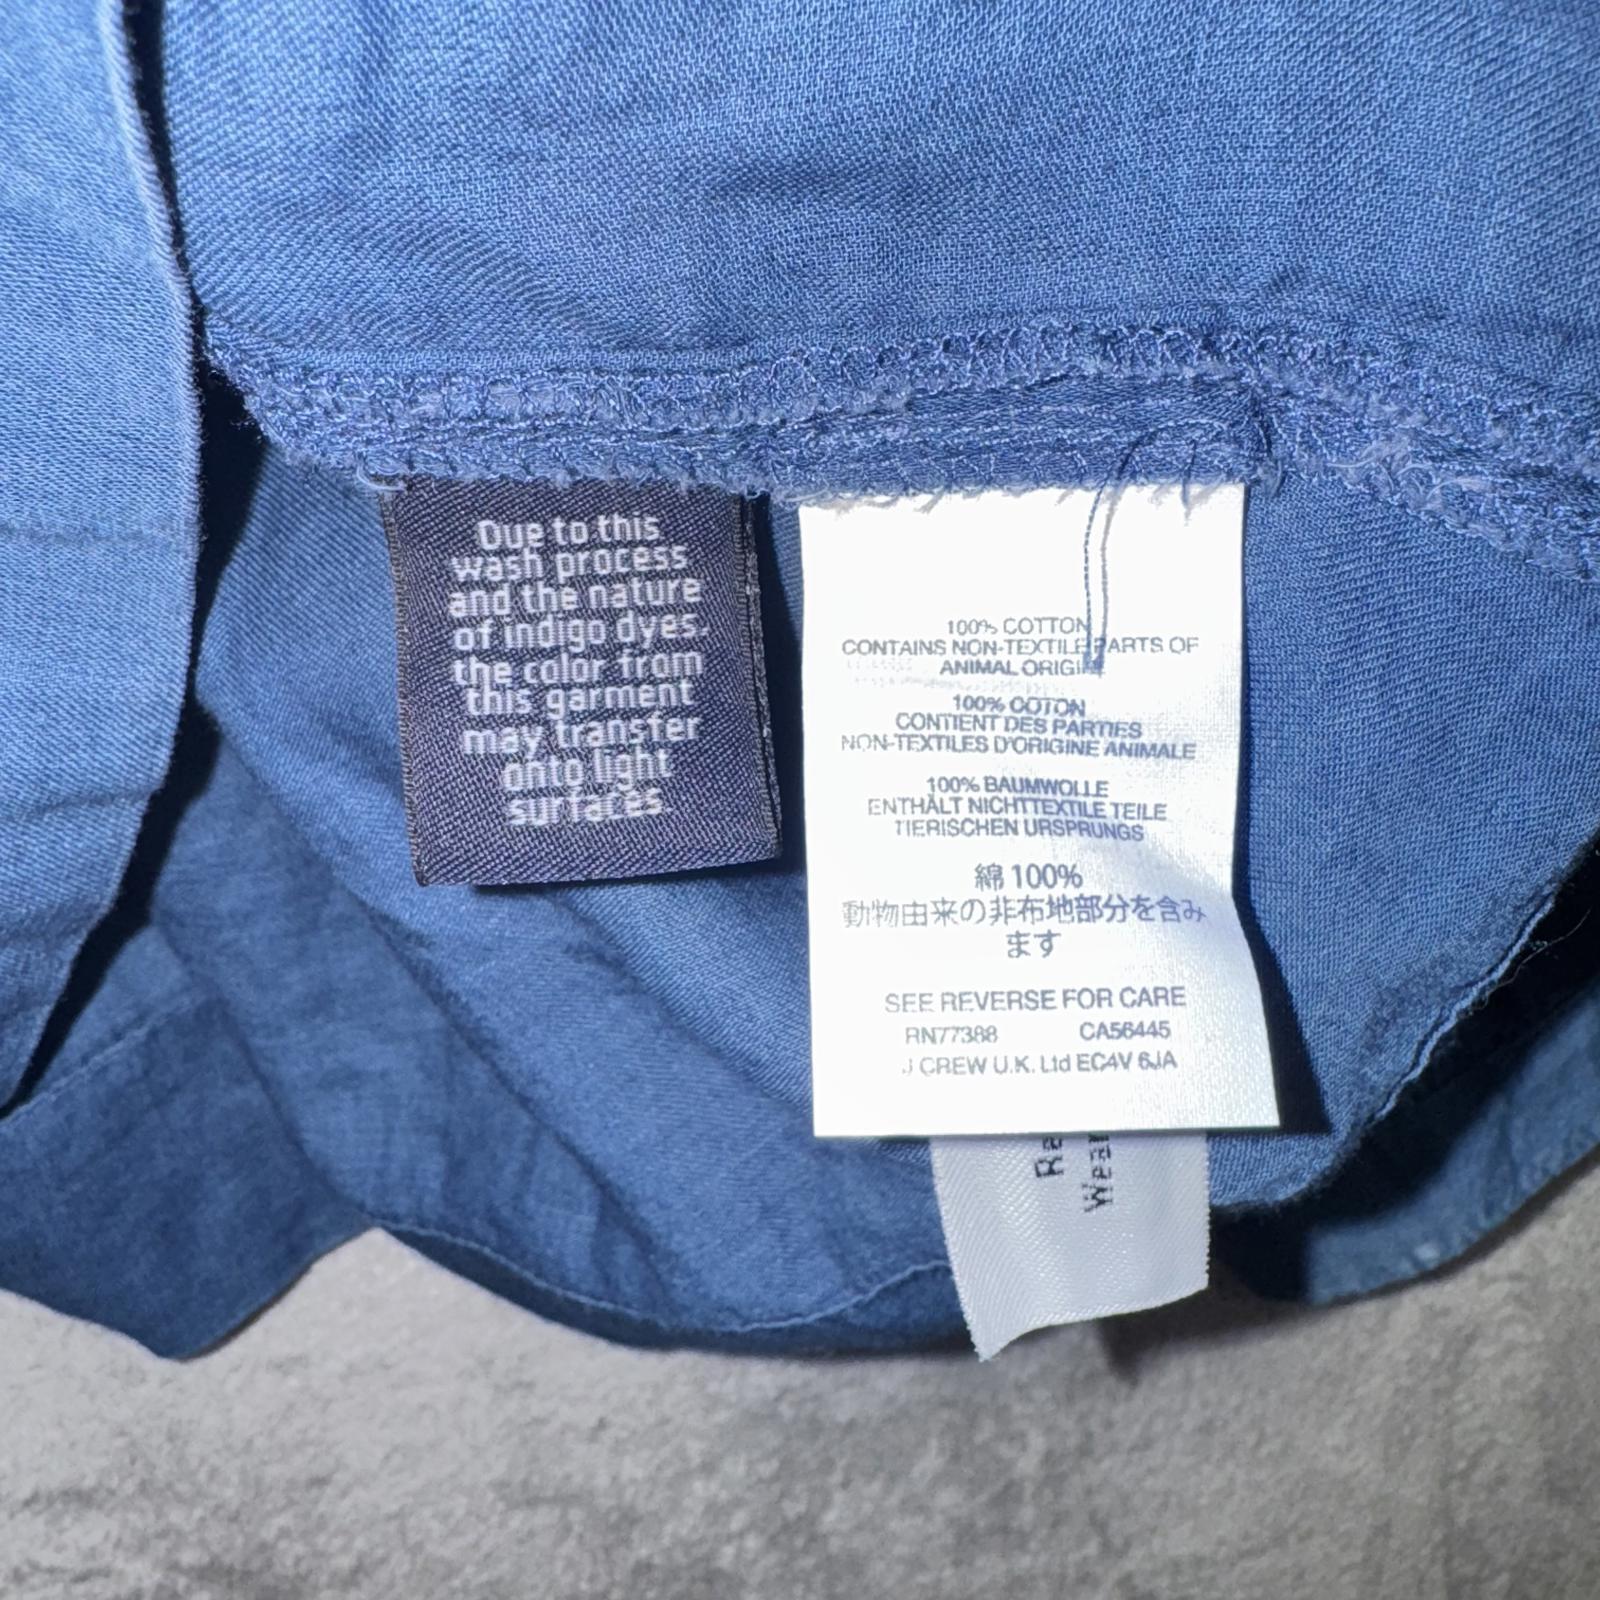 Due to this
wash process
and the nature
of indigo dyes,
the color from
this garment
may transfer
onto light
surfaces.
100% COTTON
CONTAINS NON-TEXTILE PARTS OF
ANIMAL ORIGIN
100% COTON
CONTIENT DES PARTIES
NON-TEXTILES D'ORIGINE ANIMALE
100% BAUMWOLLE
ENTHÄLT NICHTTEXTILE TEILE
TIERISCHEN URSPRUNGS
綿 100%
動物由来の非布地部分を含み
ます
SEE REVERSE FOR CARE
RN77388 CA56445
J CREW U.K. Ltd EC4V 6JA